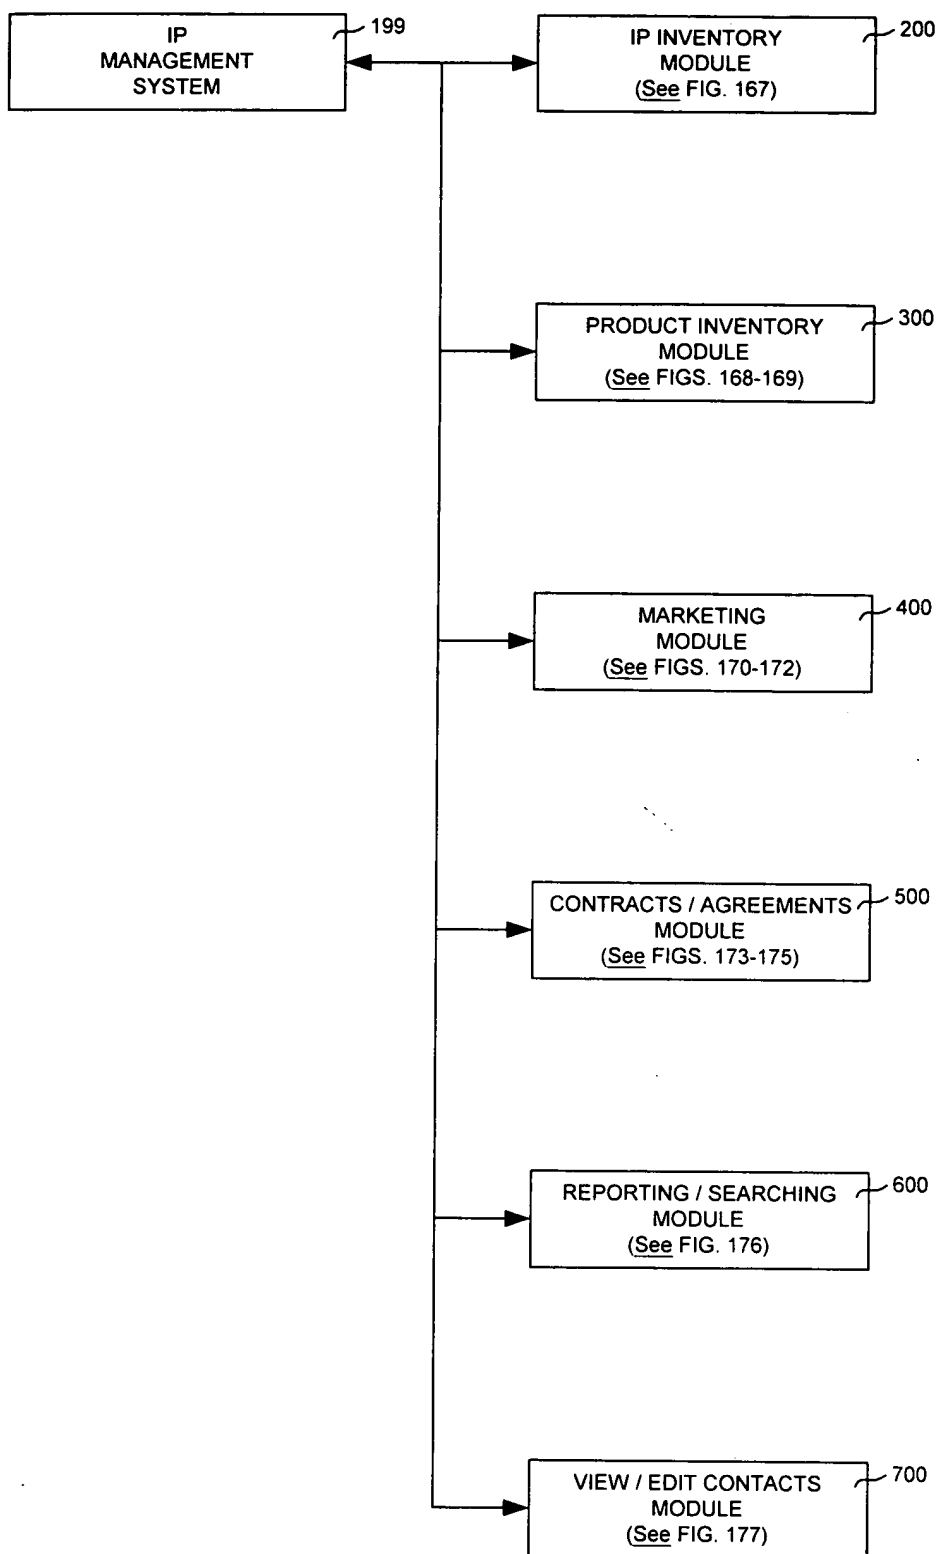 IP
MANAGEMENT
SYSTEM
199
IP INVENTORY
MODULE
(See FIG. 167)
200
PRODUCT INVENTORY
MODULE
(See FIGS. 168-169)
300
MARKETING
MODULE
(See FIGS. 170-172)
400
CONTRACTS / AGREEMENTS
MODULE
(See FIGS. 173-175)
500
REPORTING / SEARCHING
MODULE
(See FIG. 176)
600
VIEW / EDIT CONTACTS
MODULE
(See FIG. 177)
700